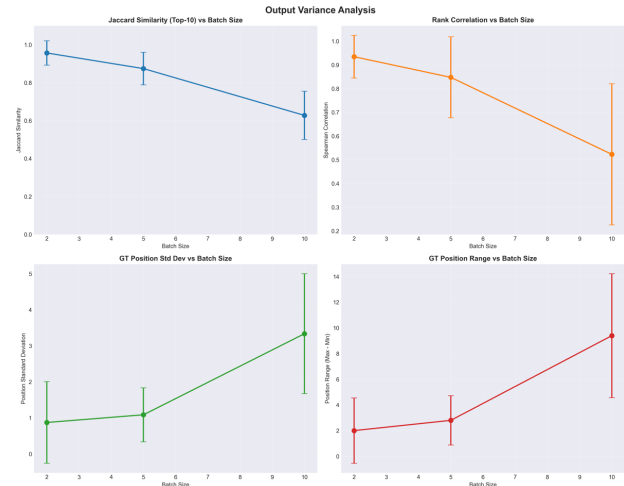 Output Variance Analysis
Jaccard Similarity (Top-10) vs Batch Size
Jaccard Similarity
1.0
0.8
0.6
0.4
0.2
0.0
2 3 4 5 6 7 8 9 10
Batch Size
Rank Correlation vs Batch Size
Spearman Correlation
1.0
0.9
0.8
0.7
0.6
0.5
0.4
0.3
0.2
2 3 4 5 6 7 8 9 10
Batch Size
GT Position Std Dev vs Batch Size
Position Standard Deviation
5
4
3
2
1
0
2 3 4 5 6 7 8 9 10
Batch Size
GT Position Range vs Batch Size
Position Range (Max - Min)
14
12
10
8
6
4
2
0
2 3 4 5 6 7 8 9 10
Batch Size